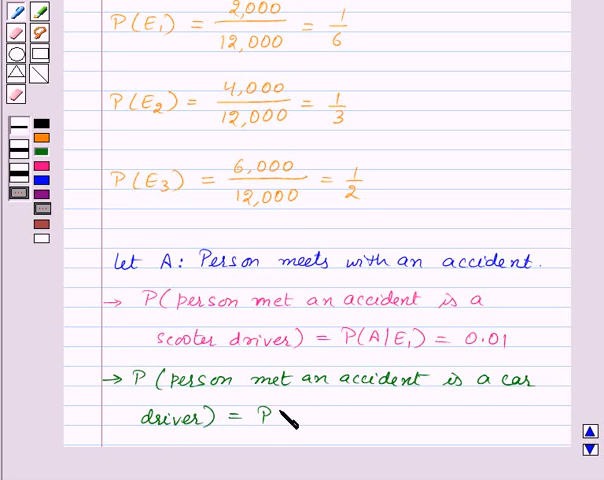 P(E₁) = 2,000/12,000 = 1/6
P(E₂) = 4,000/12,000 = 1/3
P(E₃) = 6,000/12,000 = 1/2
let A: Person meets with an accident.
→ P(person met an accident is a
scooter driver) = P(A/E₁) = 0.01
→ P (person met an accident is a car
driver) = P